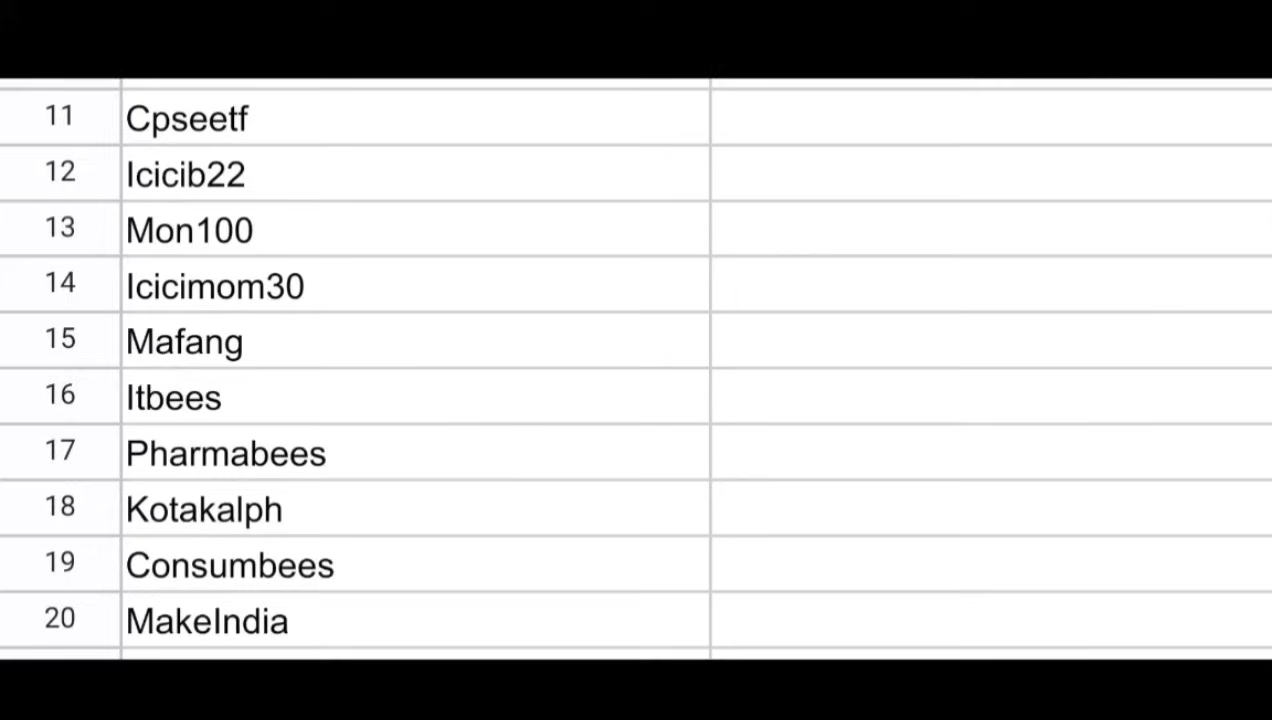 11 Cpseetf
12 Icicib22
13 Mon100
14 Icicimom30
15 Mafang
16 Itbees
17 Pharmabees
18 Kotakalph
19 Consumbees
20 MakeIndia